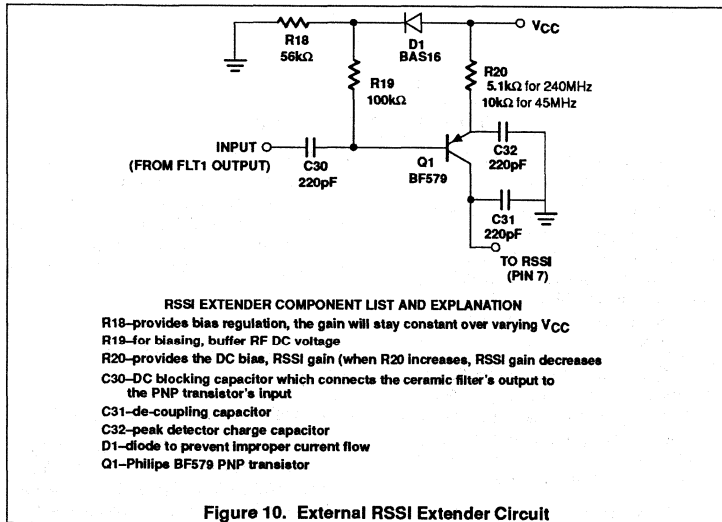 VCC
R18
56kΩ
D1
BAS16
R19
100kΩ
R20
5.1kΩ for 240MHz
10kΩ for 45MHz
INPUT
(FROM FLT1 OUTPUT)
C30
220pF
Q1
BF579
C32
220pF
C31
220pF
TO RSSI
(PIN 7)
RSSI EXTENDER COMPONENT LIST AND EXPLANATION
R18–provides bias regulation, the gain will stay constant over varying VCC
R19–for biasing, buffer RF DC voltage
R20–provides the DC bias, RSSI gain (when R20 increases, RSSI gain decreases
C30–DC blocking capacitor which connects the ceramic filter's output to
the PNP transistor's input
C31–de-coupling capacitor
C32–peak detector charge capacitor
D1–diode to prevent improper current flow
Q1–Philips BF579 PNP transistor
Figure 10. External RSSI Extender Circuit